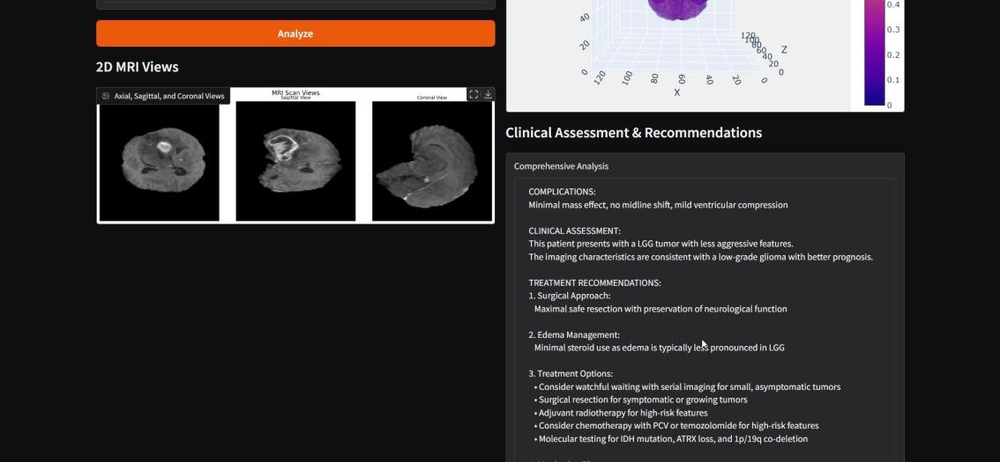 Analyze
2D MRI Views
Axial, Sagittal, and Coronal Views
MRI Scan Views
Sagittal View
Coronal View
40
20
0
120
100
80
60
40
20
0
X
120
100
80
60
40
20
0
Z
0.4
0.3
0.2
0.1
0
Clinical Assessment & Recommendations
Comprehensive Analysis
COMPLICATIONS:
Minimal mass effect, no midline shift, mild ventricular compression
CLINICAL ASSESSMENT:
This patient presents with a LGG tumor with less aggressive features.
The imaging characteristics are consistent with a low-grade glioma with better prognosis.
TREATMENT RECOMMENDATIONS:
1. Surgical Approach:
Maximal safe resection with preservation of neurological function
2. Edema Management:
Minimal steroid use as edema is typically less pronounced in LGG
3. Treatment Options:
• Consider watchful waiting with serial imaging for small, asymptomatic tumors
• Surgical resection for symptomatic or growing tumors
• Adjuvant radiotherapy for high-risk features
• Consider chemotherapy with PCV or temozolomide for high-risk features
• Molecular testing for IDH mutation, ATRX loss, and 1p/19q co-deletion